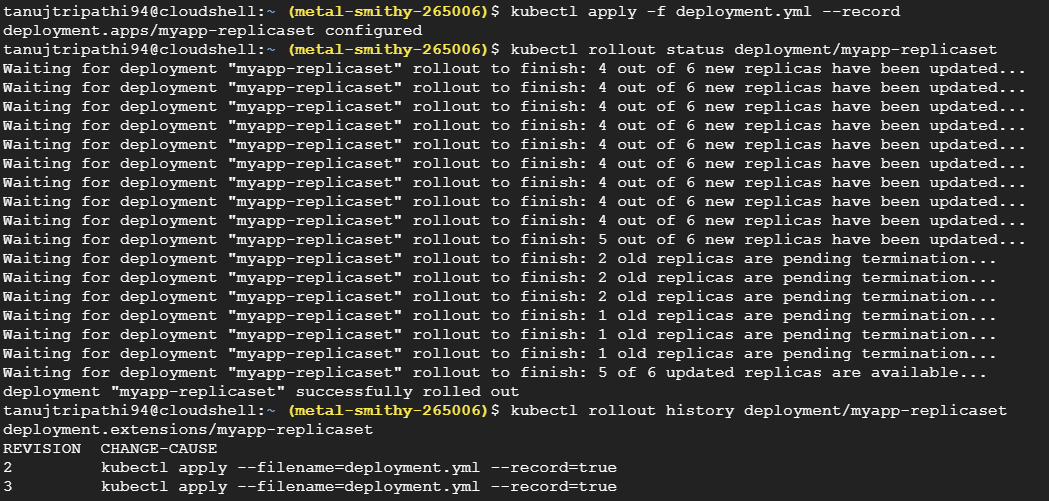 tanujtripathi94@cloudshell:~ (metal-smithy-265006)$ kubectl apply -f deployment.yml --record
deployment.apps/myapp-replicaset configured
tanujtripathi94@cloudshell:~ (metal-smithy-265006)$ kubectl rollout status deployment/myapp-replicaset
Waiting for deployment "myapp-replicaset" rollout to finish: 4 out of 6 new replicas have been updated...
Waiting for deployment "myapp-replicaset" rollout to finish: 4 out of 6 new replicas have been updated...
Waiting for deployment "myapp-replicaset" rollout to finish: 4 out of 6 new replicas have been updated...
Waiting for deployment "myapp-replicaset" rollout to finish: 4 out of 6 new replicas have been updated...
Waiting for deployment "myapp-replicaset" rollout to finish: 4 out of 6 new replicas have been updated...
Waiting for deployment "myapp-replicaset" rollout to finish: 4 out of 6 new replicas have been updated...
Waiting for deployment "myapp-replicaset" rollout to finish: 4 out of 6 new replicas have been updated...
Waiting for deployment "myapp-replicaset" rollout to finish: 4 out of 6 new replicas have been updated...
Waiting for deployment "myapp-replicaset" rollout to finish: 4 out of 6 new replicas have been updated...
Waiting for deployment "myapp-replicaset" rollout to finish: 5 out of 6 new replicas have been updated...
Waiting for deployment "myapp-replicaset" rollout to finish: 2 old replicas are pending termination...
Waiting for deployment "myapp-replicaset" rollout to finish: 2 old replicas are pending termination...
Waiting for deployment "myapp-replicaset" rollout to finish: 2 old replicas are pending termination...
Waiting for deployment "myapp-replicaset" rollout to finish: 1 old replicas are pending termination...
Waiting for deployment "myapp-replicaset" rollout to finish: 1 old replicas are pending termination...
Waiting for deployment "myapp-replicaset" rollout to finish: 1 old replicas are pending termination...
Waiting for deployment "myapp-replicaset" rollout to finish: 5 of 6 updated replicas are available...
deployment "myapp-replicaset" successfully rolled out
tanujtripathi94@cloudshell:~ (metal-smithy-265006)$ kubectl rollout history deployment/myapp-replicaset
deployment.extensions/myapp-replicaset
REVISION  CHANGE-CAUSE
2         kubectl apply --filename=deployment.yml --record=true
3         kubectl apply --filename=deployment.yml --record=true